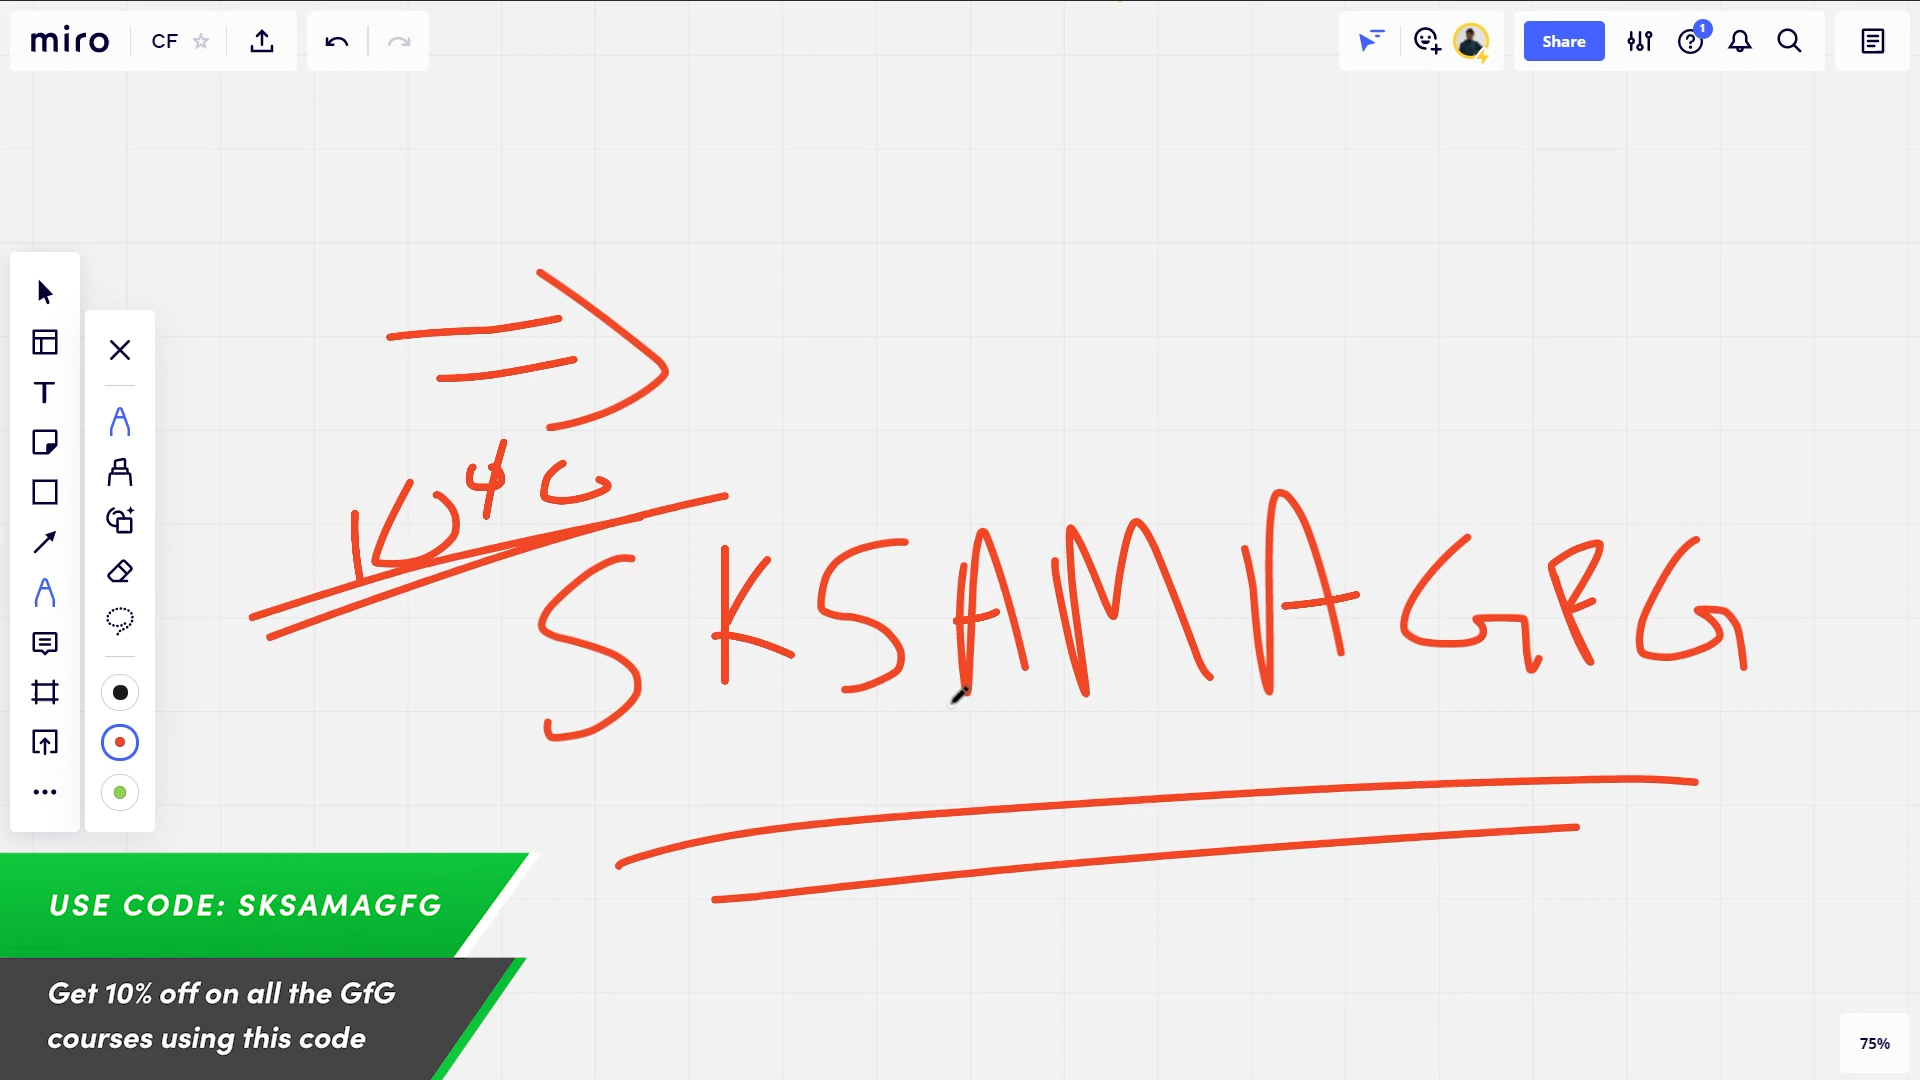 miro CF Share 1
T
10%
SKSAMAGFG
USE CODE: SKSAMAGFG
Get 10% off on all the GfG
courses using this code
75%